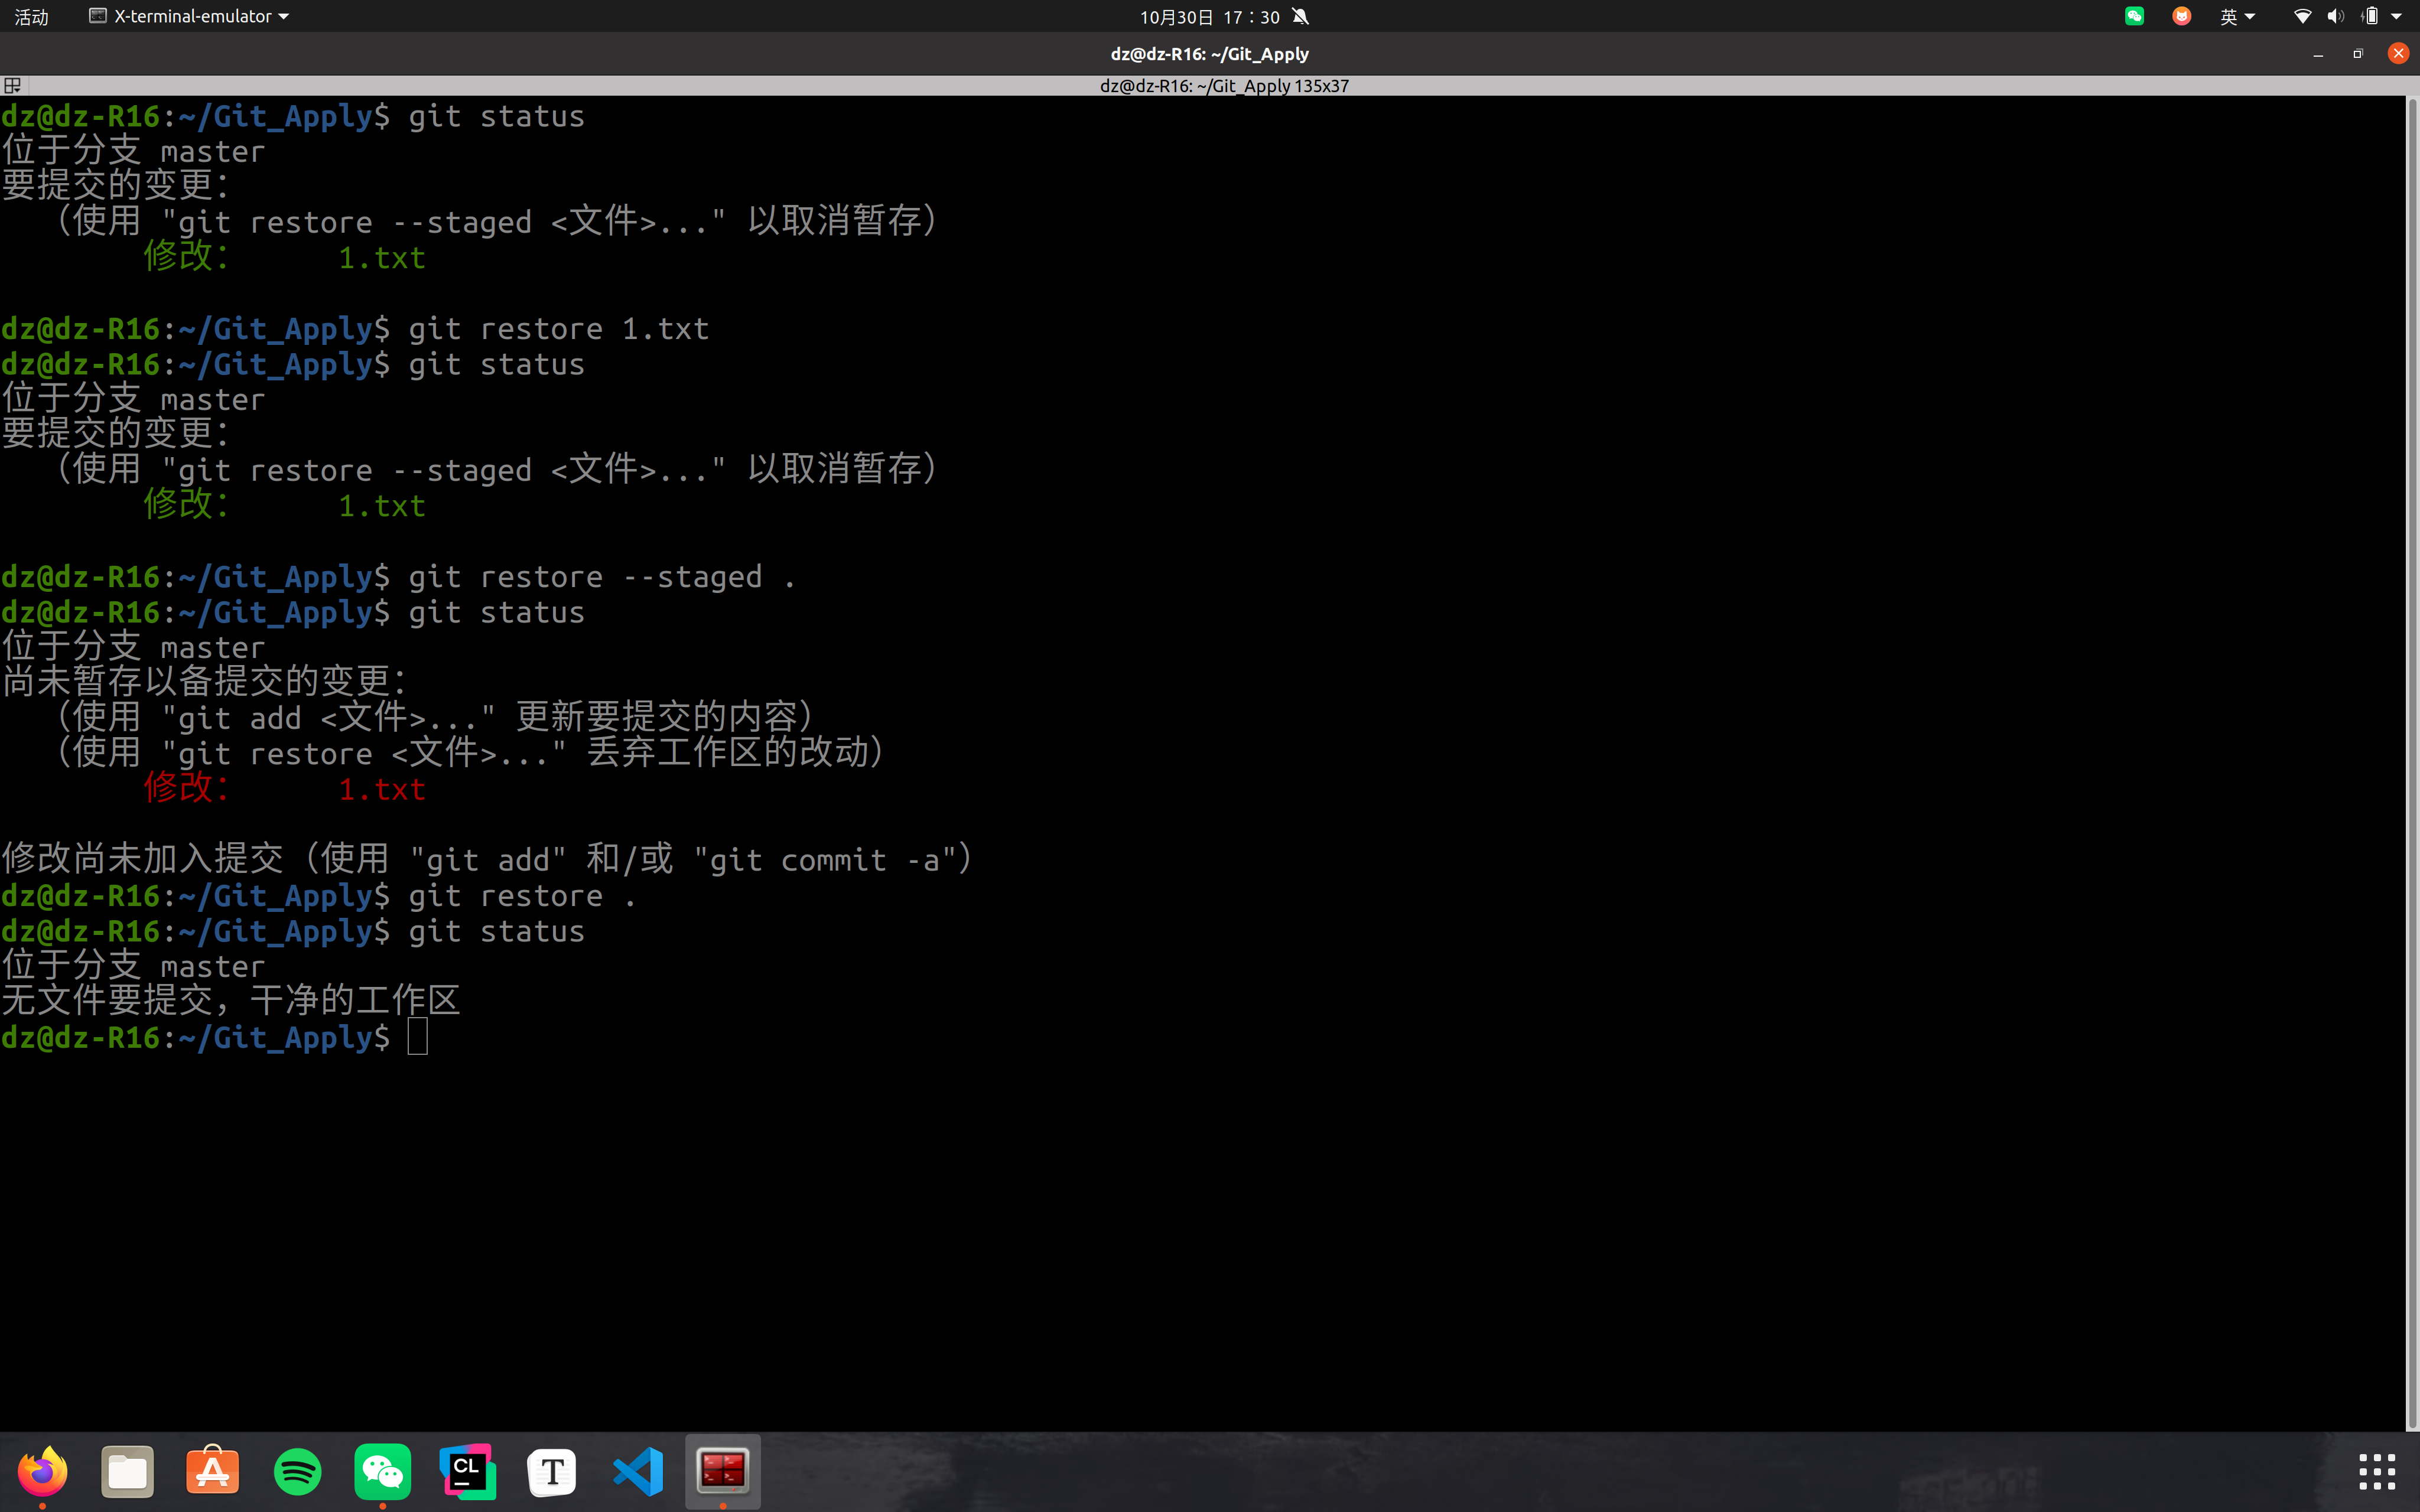 活动 X-terminal-emulator 10月30日 17：30 英
dz@dz-R16: ~/Git_Apply
dz@dz-R16: ~/Git_Apply 135x37
dz@dz-R16:~/Git_Apply$ git status
位于分支 master
要提交的变更：
（使用 "git restore --staged <文件>..." 以取消暂存）
修改： 1.txt
dz@dz-R16:~/Git_Apply$ git restore 1.txt
dz@dz-R16:~/Git_Apply$ git status
位于分支 master
要提交的变更：
（使用 "git restore --staged <文件>..." 以取消暂存）
修改： 1.txt
dz@dz-R16:~/Git_Apply$ git restore --staged .
dz@dz-R16:~/Git_Apply$ git status
位于分支 master
尚未暂存以备提交的变更：
（使用 "git add <文件>..." 更新要提交的内容）
（使用 "git restore <文件>..." 丢弃工作区的改动）
修改： 1.txt
修改尚未加入提交（使用 "git add" 和/或 "git commit -a"）
dz@dz-R16:~/Git_Apply$ git restore .
dz@dz-R16:~/Git_Apply$ git status
位于分支 master
无文件要提交，干净的工作区
dz@dz-R16:~/Git_Apply$
CL T